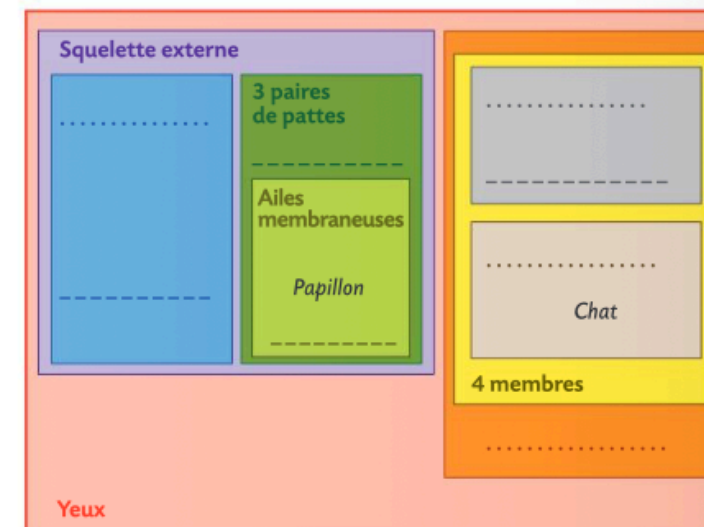 Squelette externe
3 paires
de pattes
Ailes
membraneuses
Papillon
Chat
4 membres
Yeux